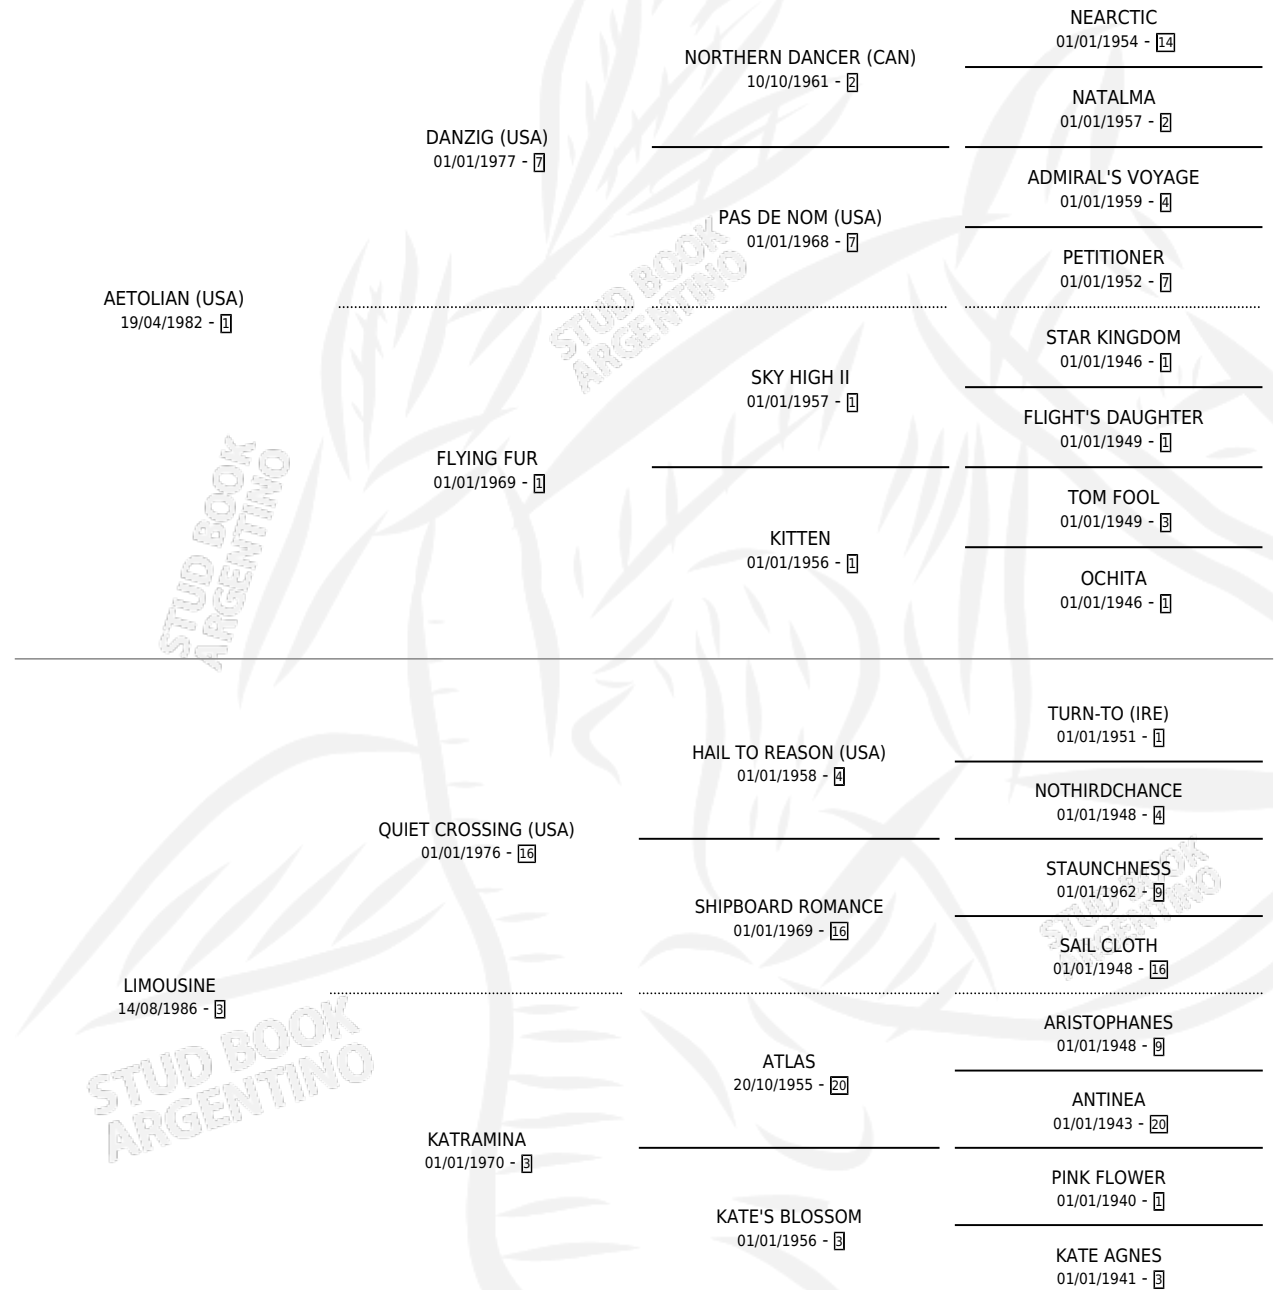 NEARCTIC
01/01/1954 - 14
NORTHERN DANCER (CAN)
10/10/1961 - 2
NATALMA
01/01/1957 - 2
DANZIG (USA)
01/01/1977 - 7
ADMIRAL'S VOYAGE
01/01/1959 - 4
PAS DE NOM (USA)
01/01/1968 - 7
PETITIONER
01/01/1952 - 7
AETOLIAN (USA)
19/04/1982 - 1
STAR KINGDOM
01/01/1946 - 1
SKY HIGH II
01/01/1957 - 1
FLIGHT'S DAUGHTER
01/01/1949 - 1
FLYING FUR
01/01/1969 - 1
TOM FOOL
01/01/1949 - 3
KITTEN
01/01/1956 - 1
OCHITA
01/01/1946 - 1
TURN-TO (IRE)
01/01/1951 - 1
HAIL TO REASON (USA)
01/01/1958 - 4
NOTHIRDCHANCE
01/01/1948 - 4
QUIET CROSSING (USA)
01/01/1976 - 16
STAUNCHNESS
01/01/1962 - 9
SHIPBOARD ROMANCE
01/01/1969 - 16
SAIL CLOTH
01/01/1948 - 16
LIMOUSINE
14/08/1986 - 3
ARISTOPHANES
01/01/1948 - 9
ATLAS
20/10/1955 - 20
ANTINEA
01/01/1943 - 20
KATRAMINA
01/01/1970 - 3
PINK FLOWER
01/01/1940 - 1
KATE'S BLOSSOM
01/01/1956 - 3
KATE AGNES
01/01/1941 - 3
STUD BOOK
ARGENTINO
STUD BOOK
ARGENTINO
STUD BOOK
ARGENTINO
STUD BOOK
ARGENTINO